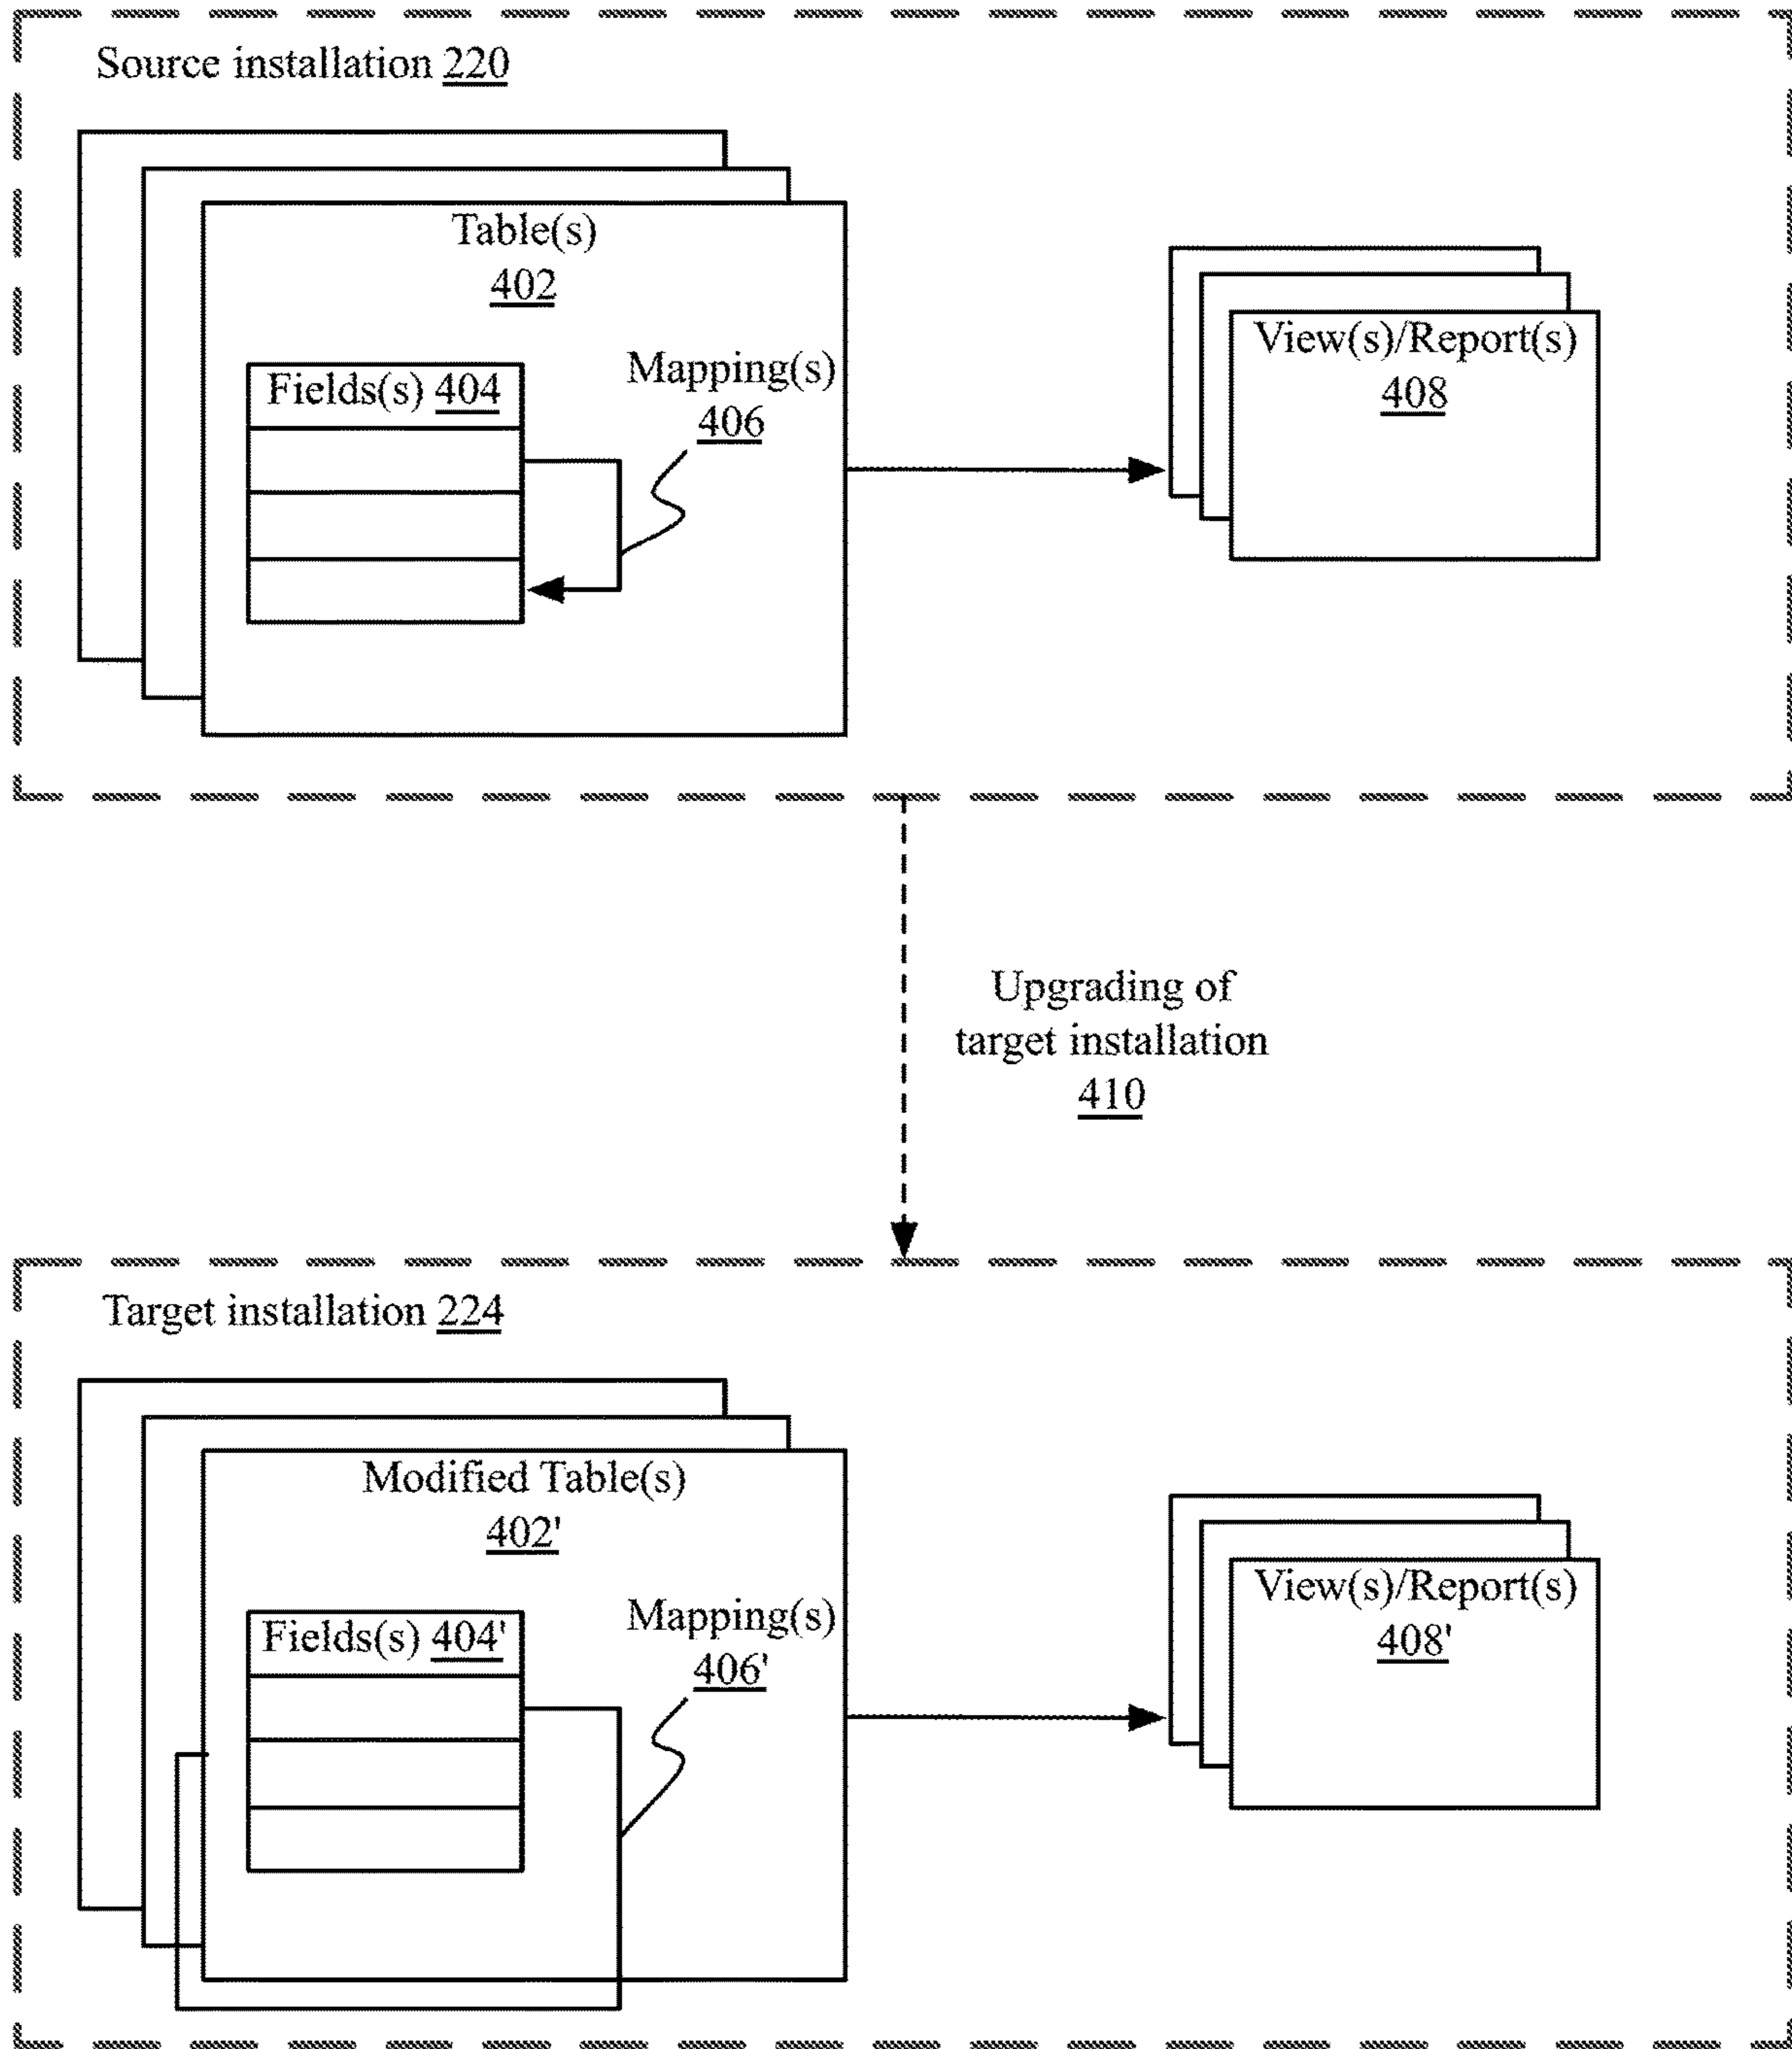 Source installation 220
Table(s)
402
Fields(s) 404
Mapping(s)
406
View(s)/Report(s)
408
Upgrading of
target installation
410
Target installation 224
Modified Table(s)
402'
Fields(s) 404'
Mapping(s)
406'
View(s)/Report(s)
408'